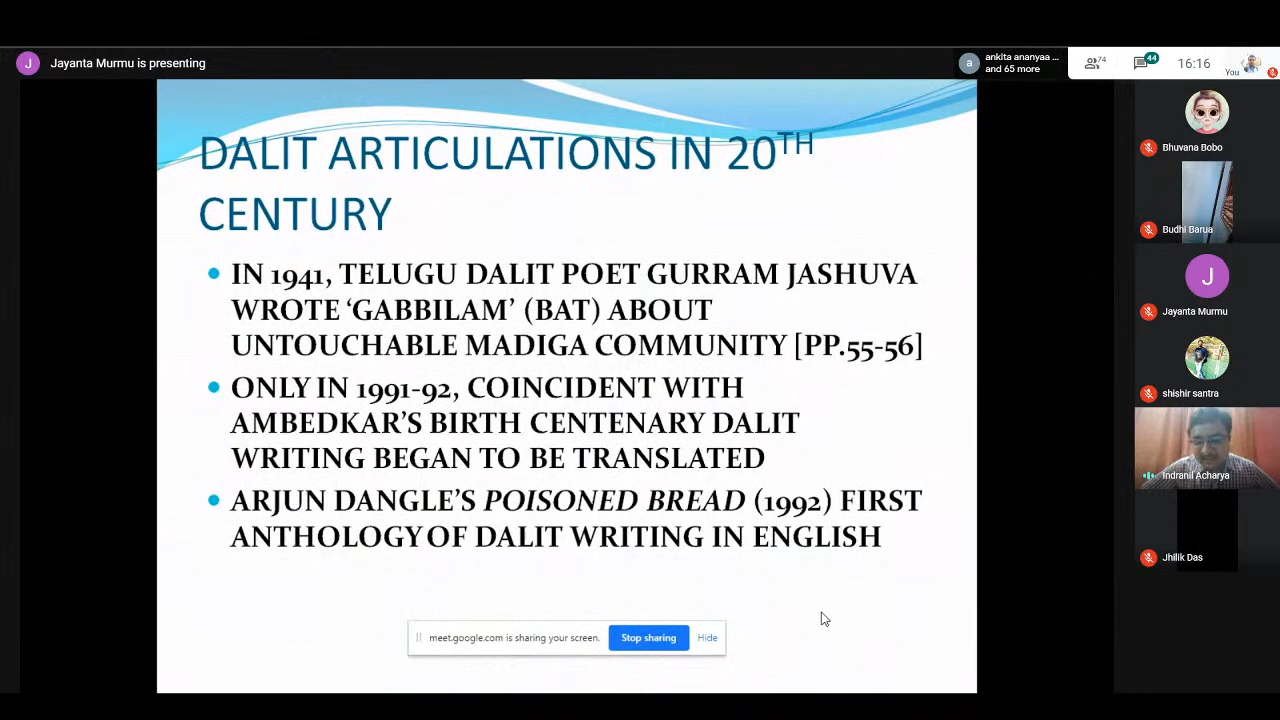 J Jayanta Murmu is presenting
a ankita ananyaa ...
and 65 more
74
44
16:16
You
DALIT ARTICULATIONS IN 20TH
CENTURY
IN 1941, TELUGU DALIT POET GURRAM JASHUVA
WROTE ‘GABBILAM’ (BAT) ABOUT
UNTOUCHABLE MADIGA COMMUNITY [PP.55-56]
ONLY IN 1991-92, COINCIDENT WITH
AMBEDKAR’S BIRTH CENTENARY DALIT
WRITING BEGAN TO BE TRANSLATED
ARJUN DANGLE’S POISONED BREAD (1992) FIRST
ANTHOLOGY OF DALIT WRITING IN ENGLISH
meet.google.com is sharing your screen.
Stop sharing
Hide
Bhuvana Bobo
Budhi Barua
J
Jayanta Murmu
shishir santra
Indranil Acharya
Jhilik Das